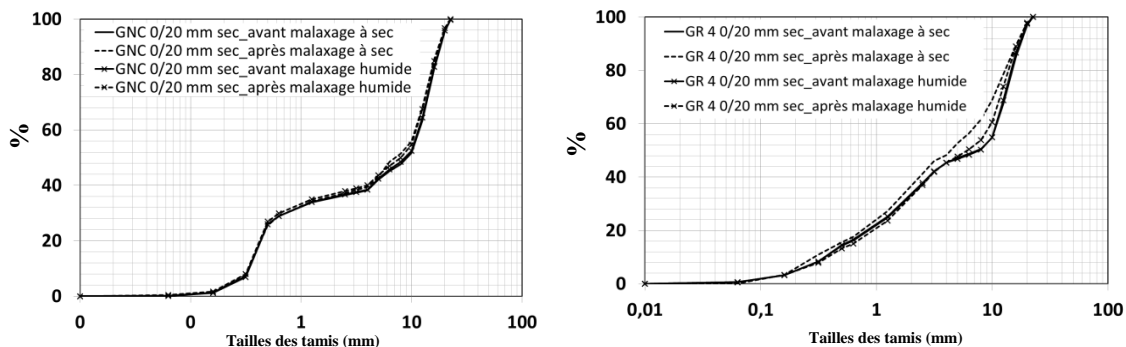 GNC 0/20 mm sec_avant malaxage à sec
GNC 0/20 mm sec_après malaxage à sec
GNC 0/20 mm sec_avant malaxage humide
GNC 0/20 mm sec_après malaxage humide
100
80
60
40
20
0
%
0 0 1 10 100
Tailles des tamis (mm)
GR 4 0/20 mm sec_avant malaxage à sec
GR 4 0/20 mm sec_après malaxage à sec
GR 4 0/20 mm sec_avant malaxage humide
GR 4 0/20 mm sec_après malaxage humide
100
80
60
40
20
0
%
0,01 0,1 1 10 100
Tailles des tamis (mm)